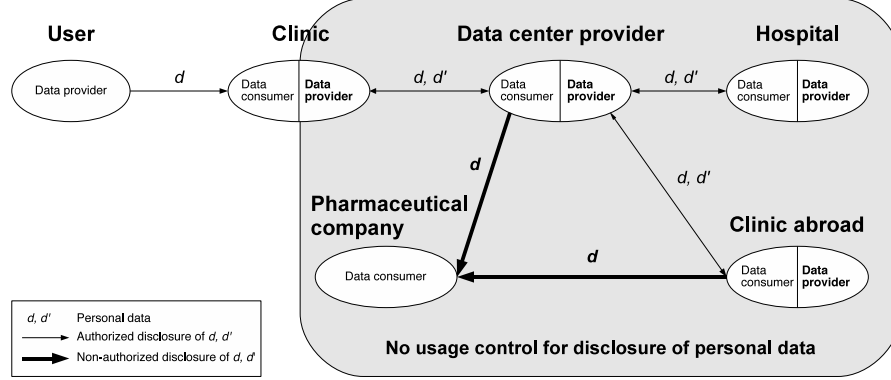 User
Clinic
Data center provider
Hospital
Data provider
d
Data
consumer
Data
provider
d, d'
Data
consumer
Data
provider
d, d'
Data
consumer
Data
provider
d
d, d'
Pharmaceutical
company
Clinic abroad
Data consumer
d
Data
consumer
Data
provider
d, d' Personal data
Authorized disclosure of d, d'
Non-authorized disclosure of d, d'
No usage control for disclosure of personal data